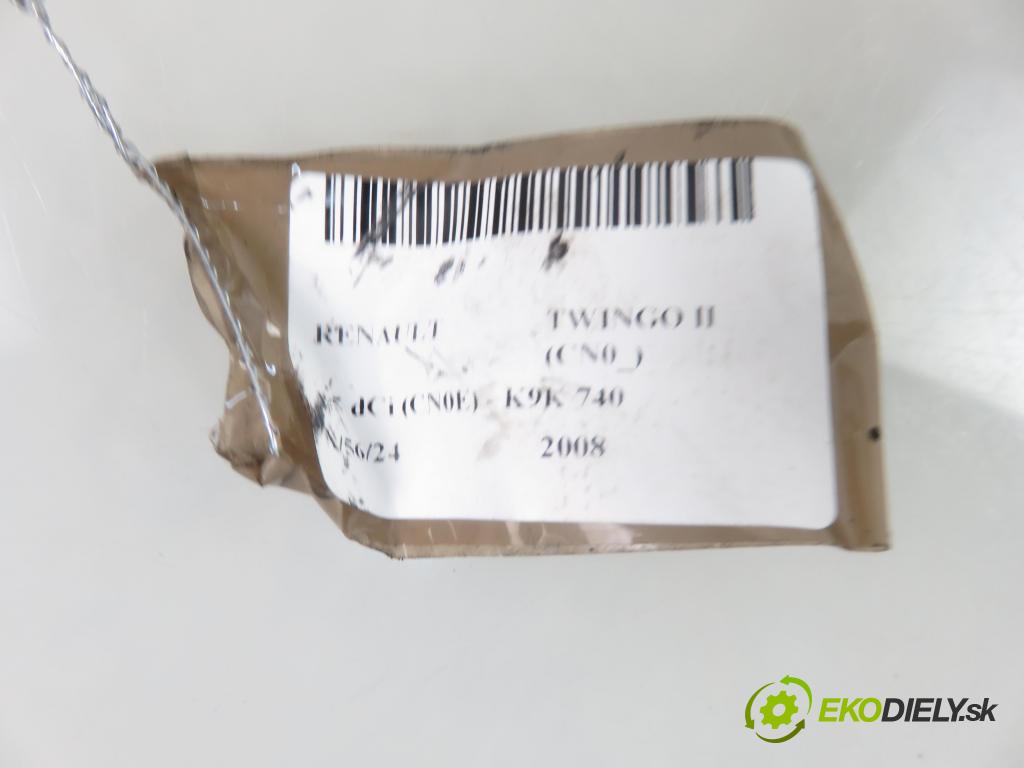 RENAULT TWINGO II
(CN0_)
dCi (CN0E) - K9K 740
/56/24 2008
EKODIELY.sk